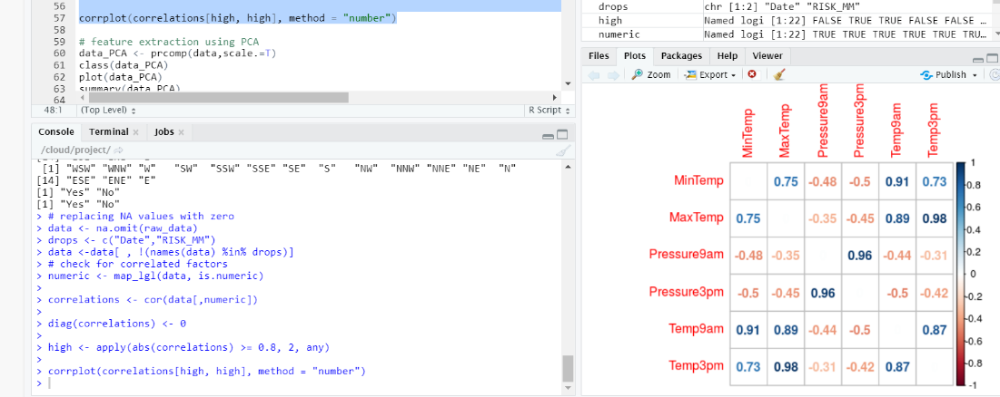 56
57 corrplot(correlations[high, high], method = "number")
58
59 # feature extraction using PCA
60 data_PCA <- prcomp(data,scale.=T)
61 class(data_PCA)
62 plot(data_PCA)
63 summary(data_PCA)
64
48:1 (Top Level) R Script
Console Terminal Jobs
/cloud/project/
[1] "WSW" "WNW" "W" "SW" "SSW" "SSE" "SE" "S" "NW" "NNW" "NNE" "NE" "N"
[14] "ESE" "ENE" "E"
[1] "Yes" "No"
[1] "Yes" "No"
> # replacing NA values with zero
> data <- na.omit(raw_data)
> drops <- c("Date","RISK_MM")
> data <-data[ , !(names(data) %in% drops)]
> # check for correlated factors
> numeric <- map_lgl(data, is.numeric)
>
> correlations <- cor(data[,numeric])
>
> diag(correlations) <- 0
>
> high <- apply(abs(correlations) >= 0.8, 2, any)
>
> corrplot(correlations[high, high], method = "number")
>
drops chr [1:2] "Date" "RISK_MM"
high Named logi [1:22] FALSE TRUE TRUE FALSE FALSE …
numeric Named logi [1:22] TRUE TRUE TRUE TRUE TRUE TRU…
Files Plots Packages Help Viewer
Zoom Export Publish
MinTemp MaxTemp Pressure9am Pressure3pm Temp9am Temp3pm
MinTemp 0.75 -0.48 -0.5 0.91 0.73
MaxTemp 0.75 -0.35 -0.45 0.89 0.98
Pressure9am -0.48 -0.35 0.96 -0.44 -0.31
Pressure3pm -0.5 -0.45 0.96 -0.5 -0.42
Temp9am 0.91 0.89 -0.44 -0.5 0.87
Temp3pm 0.73 0.98 -0.31 -0.42 0.87
1
0.8
0.6
0.4
0.2
0
-0.2
-0.4
-0.6
-0.8
-1